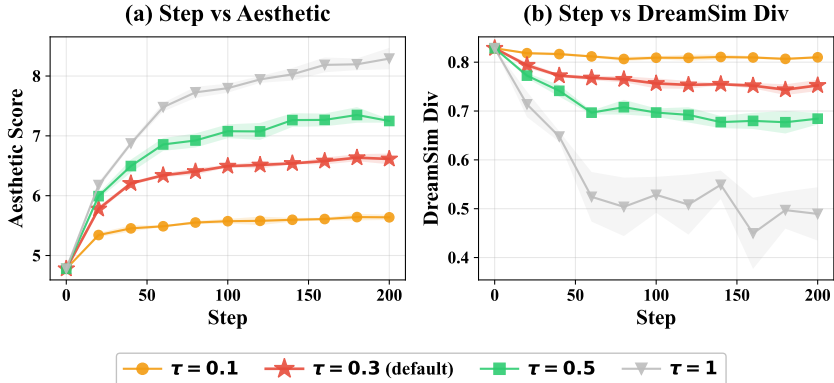 (a) Step vs Aesthetic
Aesthetic Score
8
7
6
5
0
50
100
150
200
Step
(b) Step vs DreamSim Div
DreamSim Div
0.8
0.7
0.6
0.5
0.4
0
50
100
150
200
Step
τ = 0.1
τ = 0.3 (default)
τ = 0.5
τ = 1